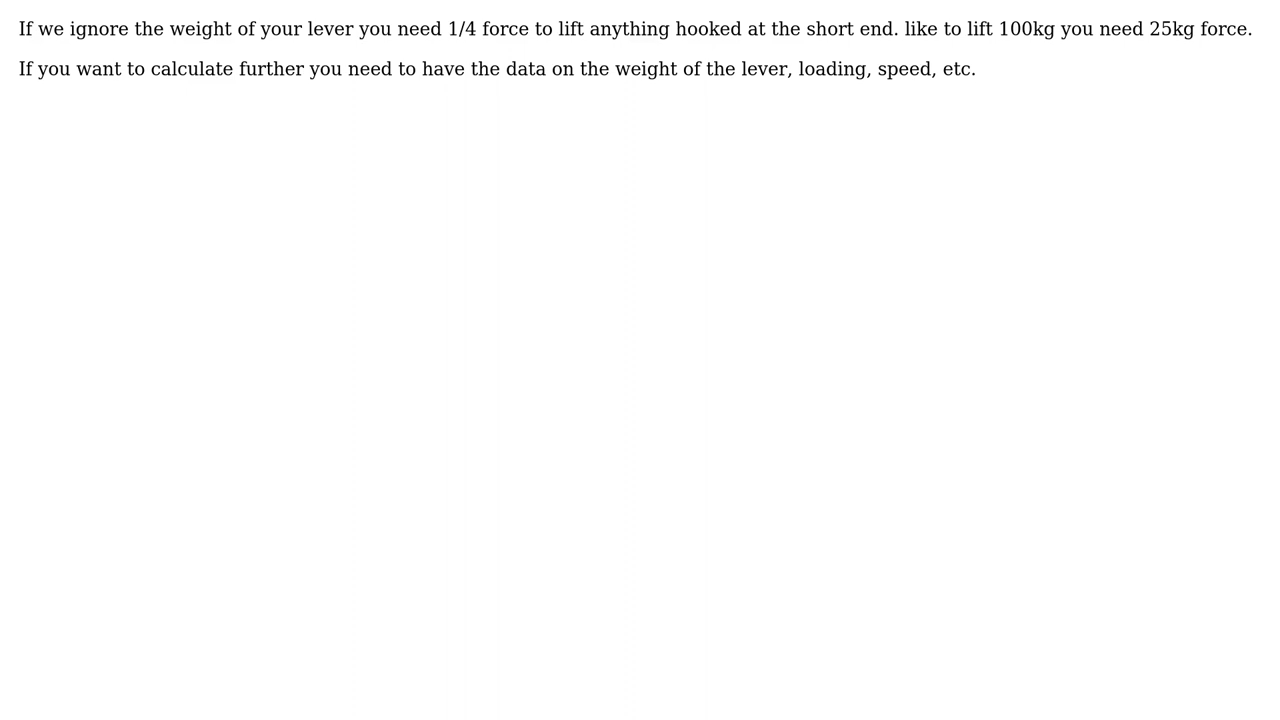 If we ignore the weight of your lever you need 1/4 force to lift anything hooked at the short end. like to lift 100kg you need 25kg force.
If you want to calculate further you need to have the data on the weight of the lever, loading, speed, etc.